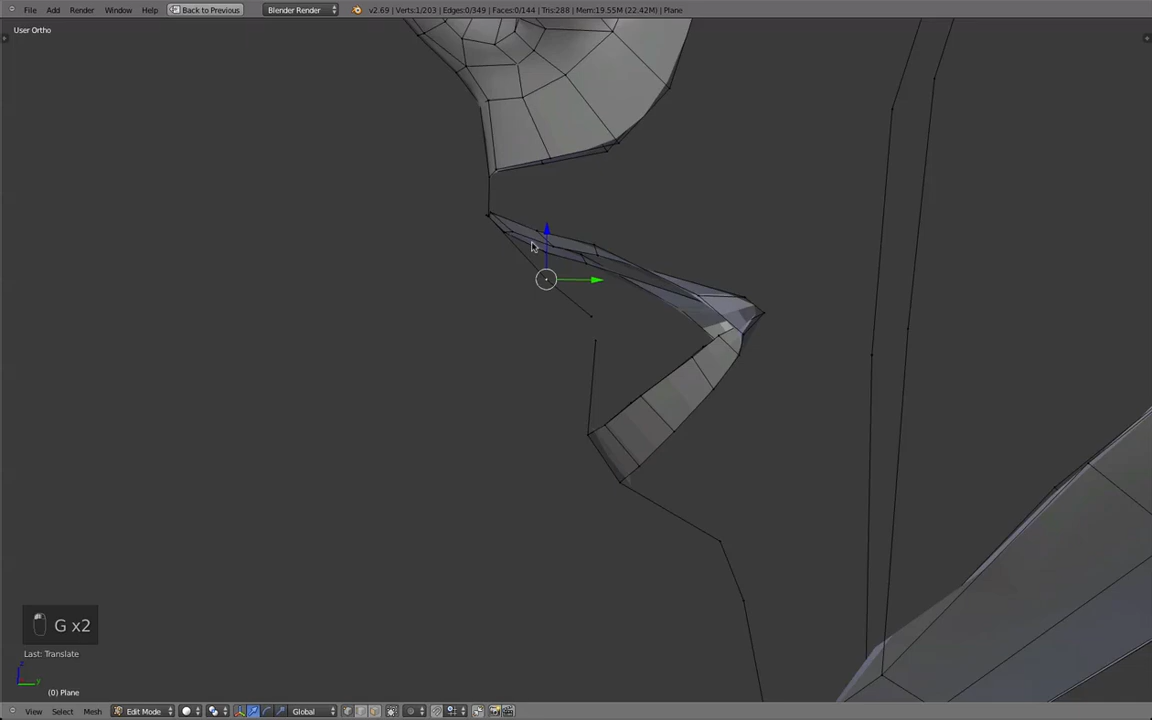 File Add Render Window Help Back to Previous Blender Render v2.69 | Verts:1/203 | Edges:0/349 | Faces:0/144 | Tris:288 | Mem:19.55M (22.42M) | Plane
User Ortho
G x2
Last: Translate
z
y
(0) Plane
View Select Mesh Edit Mode Global